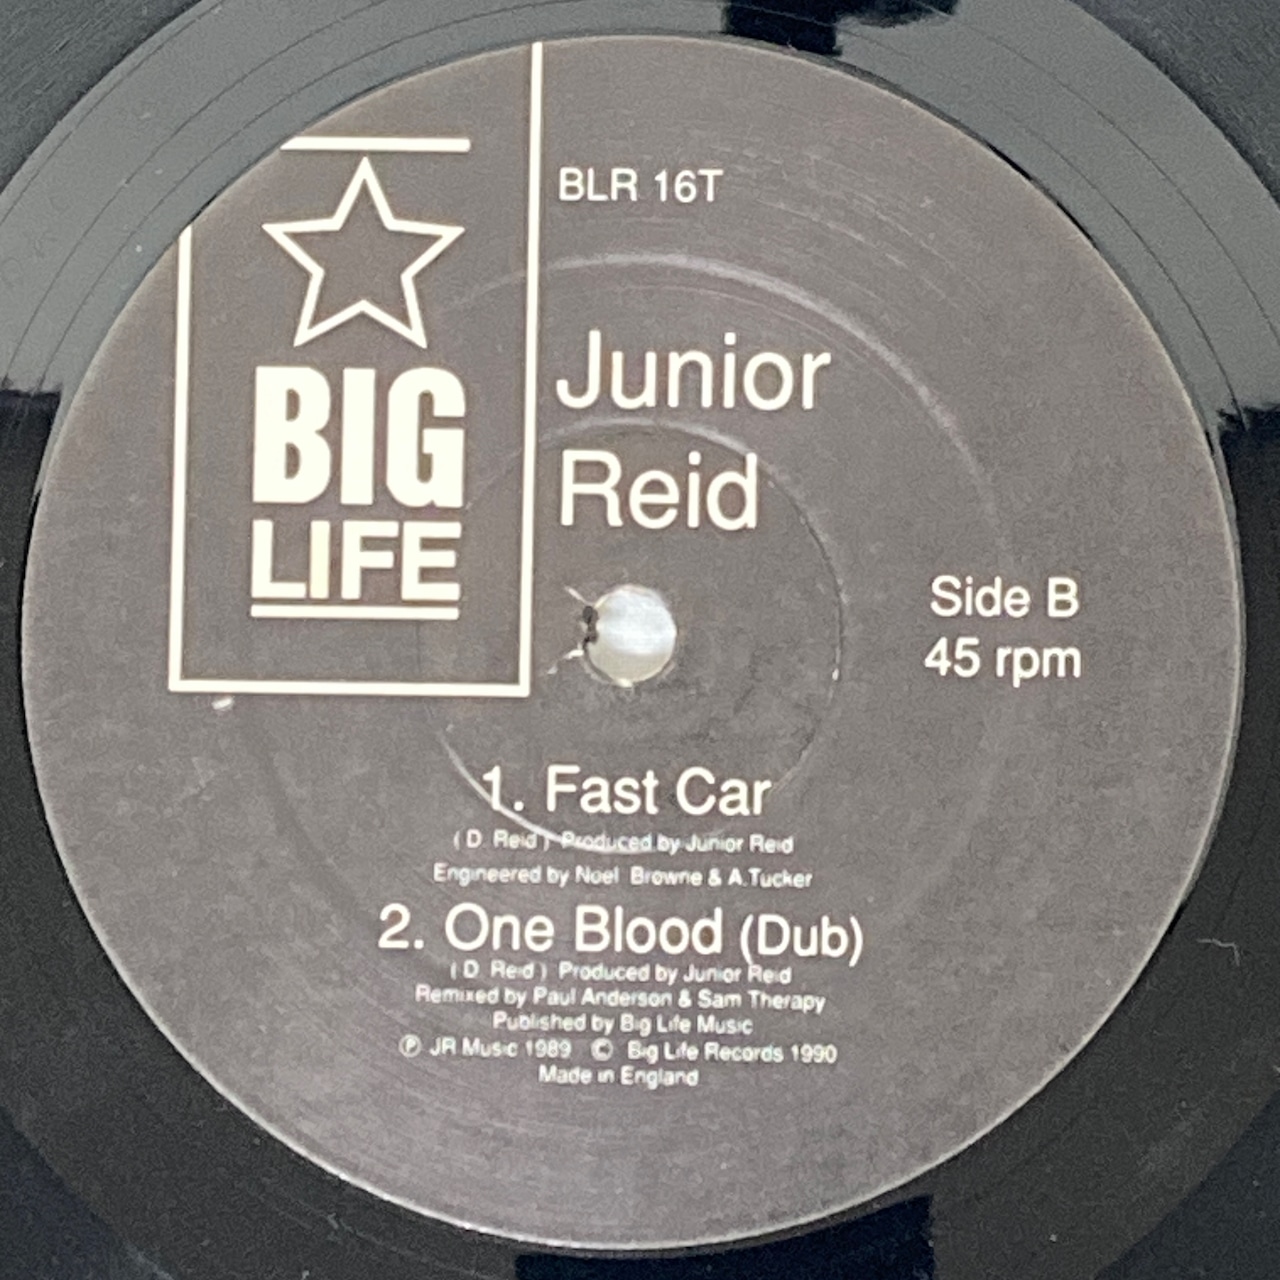 BLR 16T
BIG
LIFE
Junior
Reid
Side B
45 rpm
1. Fast Car
( D. Reid ) Produced by Junior Reid
Engineered by Noel Browne & A.Tucker
2. One Blood (Dub)
( D. Reid ) Produced by Junior Reid
Remixed by Paul Anderson & Sam Therapy
Published by Big Life Music
℗ JR Music 1989 © Big Life Records 1990
Made in England